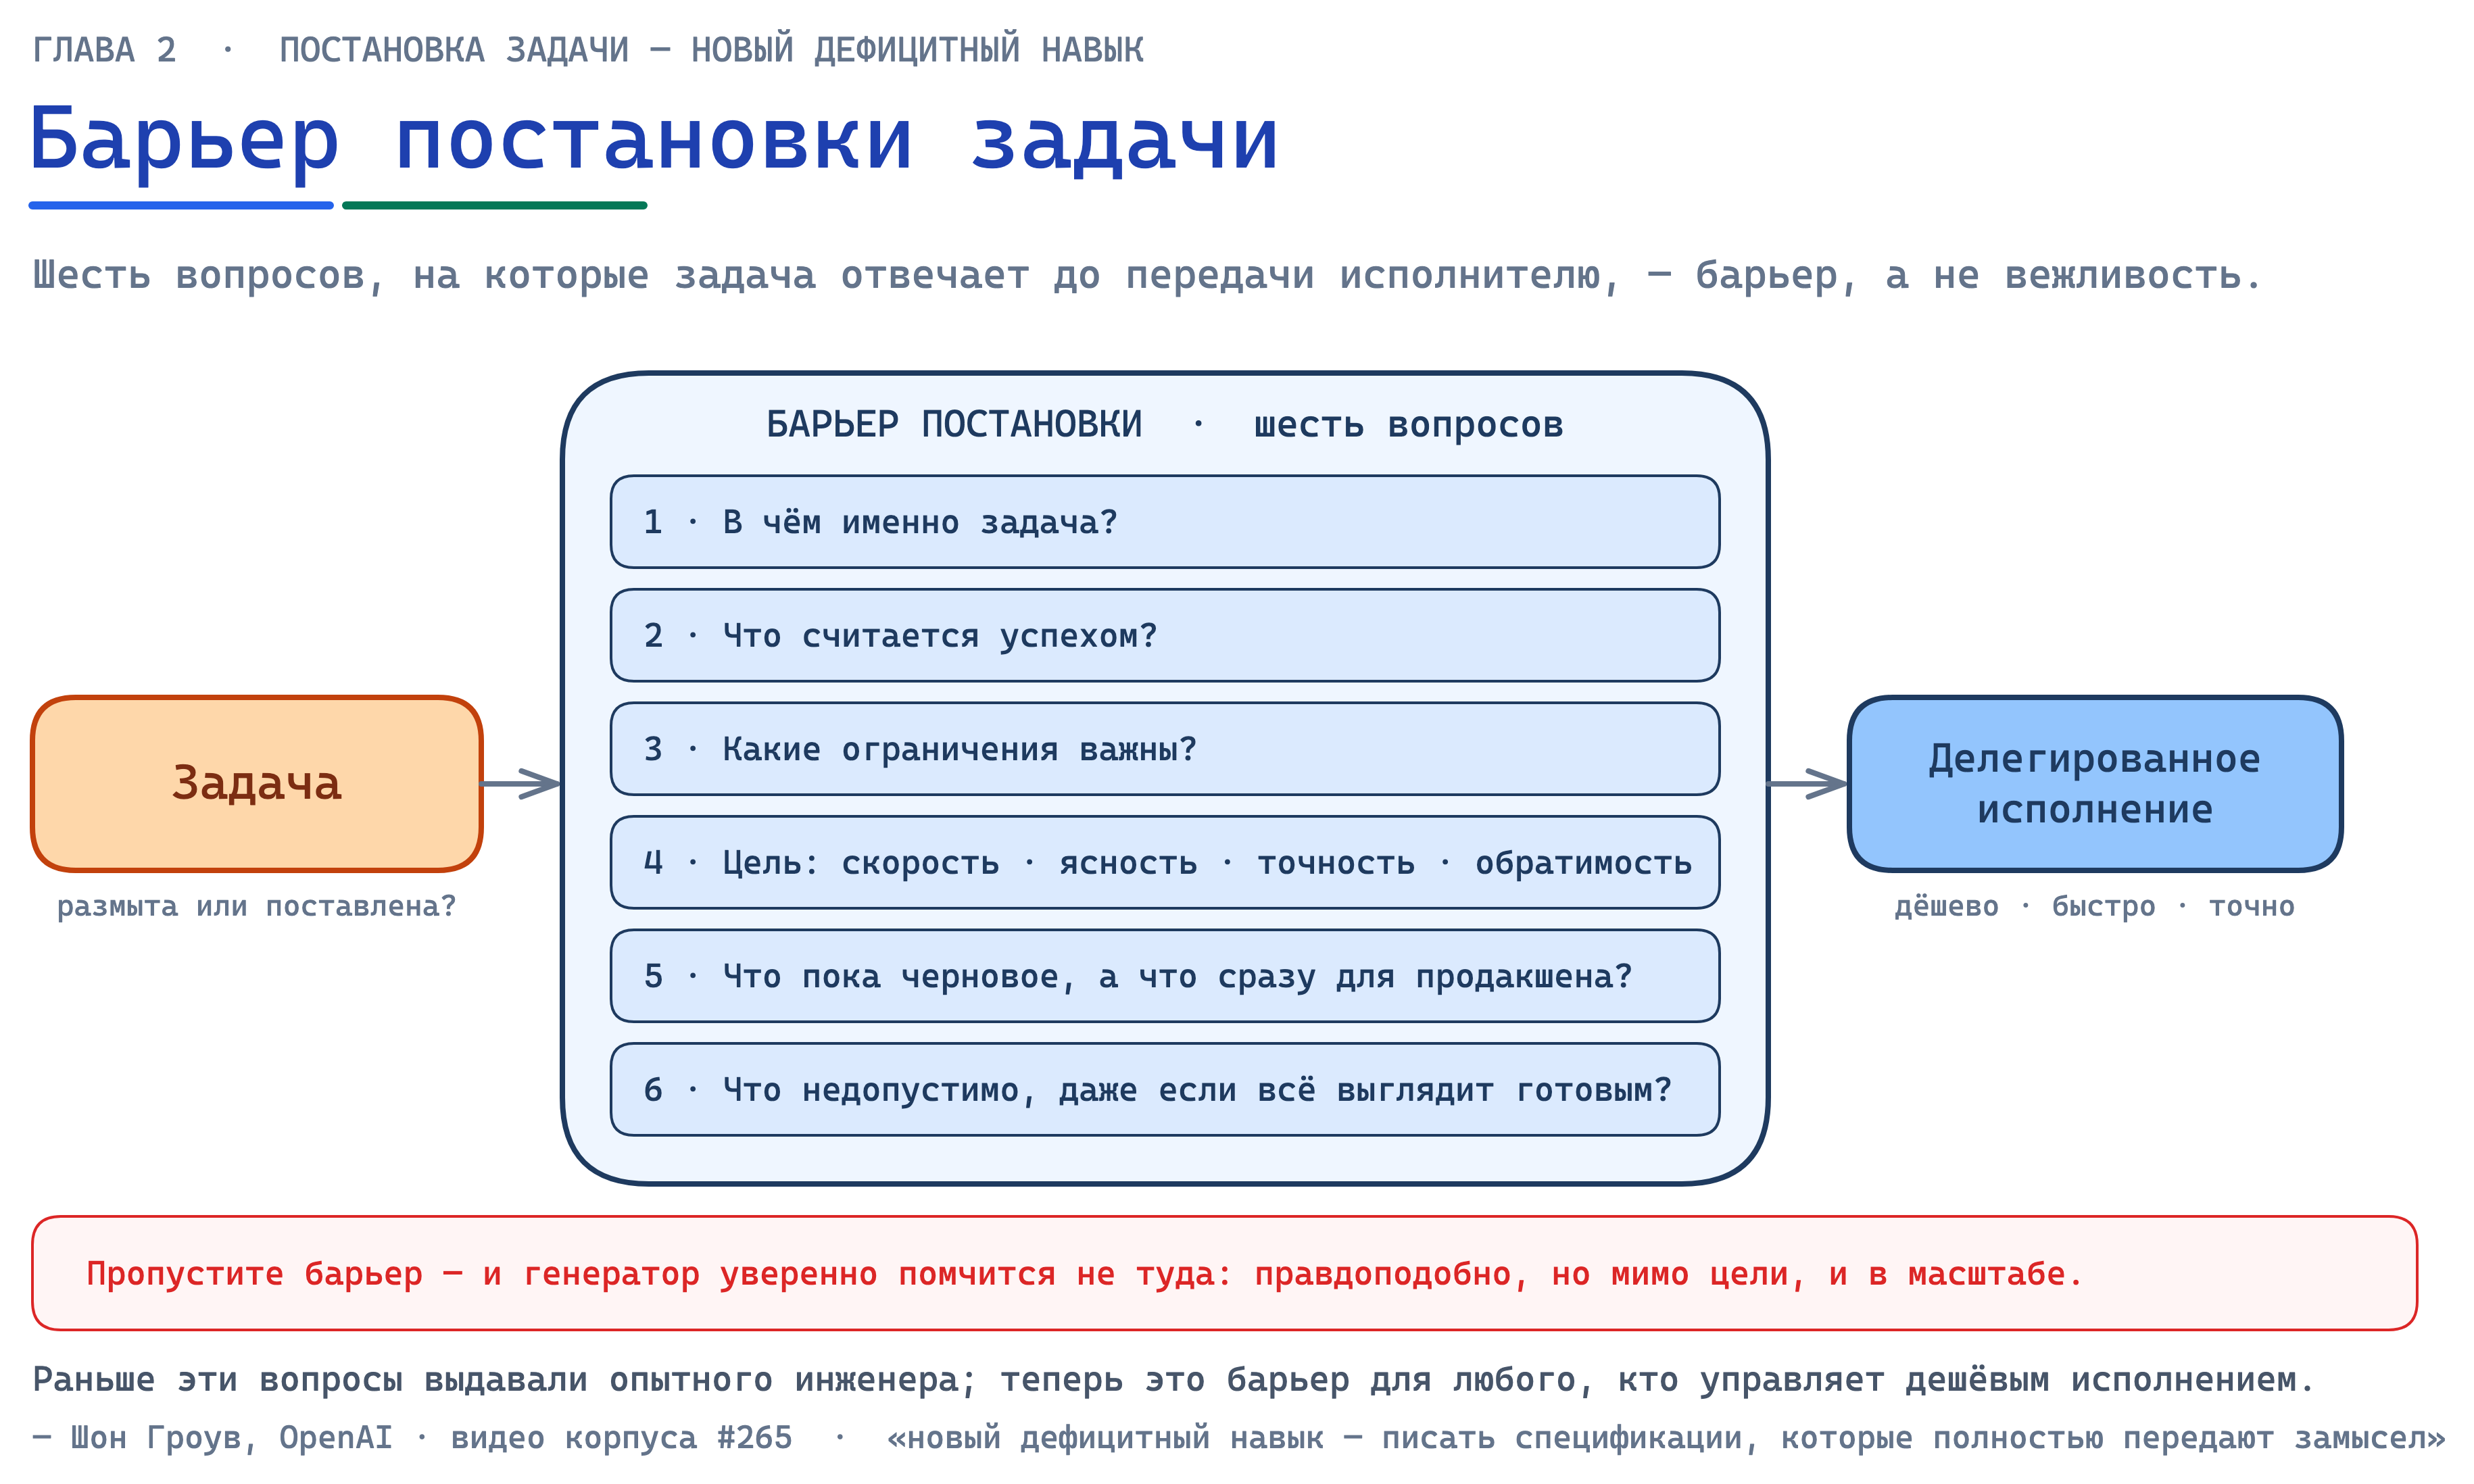 ГЛАВА 2 · ПОСТАНОВКА ЗАДАЧИ — НОВЫЙ ДЕФИЦИТНЫЙ НАВЫК
Барьер постановки задачи
Шесть вопросов, на которые задача отвечает до передачи исполнителю, — барьер, а не вежливость.
БАРЬЕР ПОСТАНОВКИ · шесть вопросов
1 · В чём именно задача?
2 · Что считается успехом?
3 · Какие ограничения важны?
4 · Цель: скорость · ясность · точность · обратимость
5 · Что пока черновое, а что сразу для продакшена?
6 · Что недопустимо, даже если всё выглядит готовым?
Задача
размыта или поставлена?
Делегированное
исполнение
дёшево · быстро · точно
Пропустите барьер — и генератор уверенно помчится не туда: правдоподобно, но мимо цели, и в масштабе.
Раньше эти вопросы выдавали опытного инженера; теперь это барьер для любого, кто управляет дешёвым исполнением.
— Шон Гроув, OpenAI · видео корпуса #265 · «новый дефицитный навык — писать спецификации, которые полностью передают замысел»